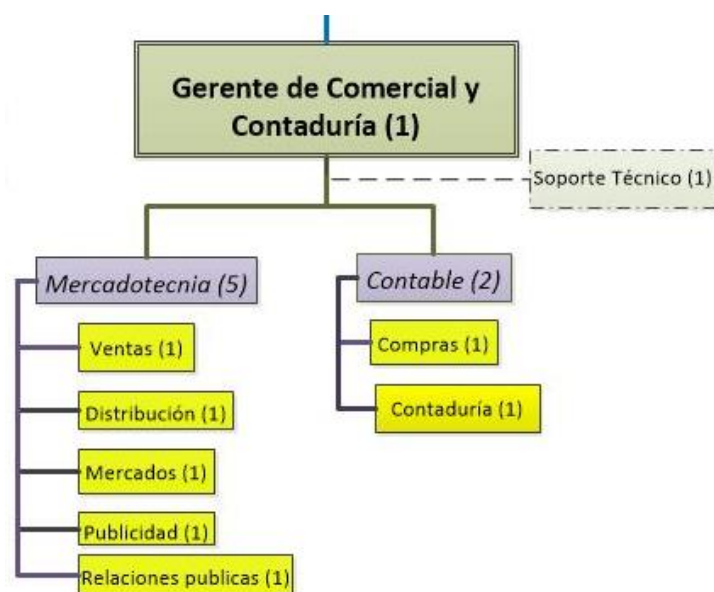 Gerente de Comercial y
Contaduría (1)
Soporte Técnico (1)
Mercadotecnia (5)
Contable (2)
Ventas (1)
Compras (1)
Distribución (1)
Contaduría (1)
Mercados (1)
Publicidad (1)
Relaciones publicas (1)